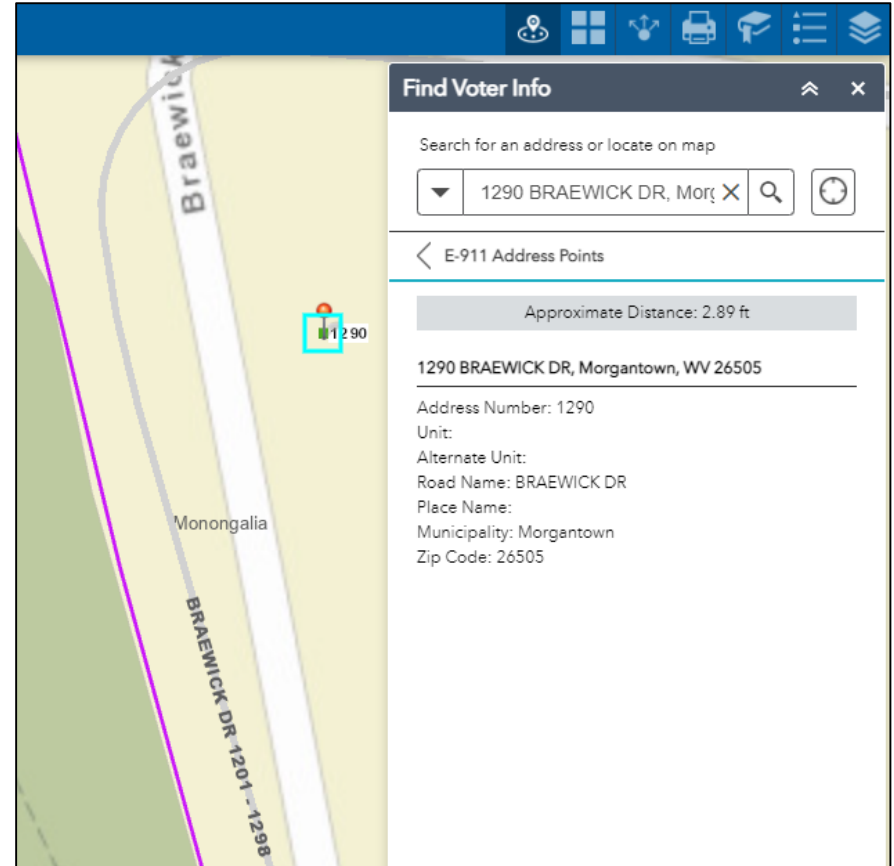 Find Voter Info
Search for an address or locate on map
1290 BRAEWICK DR, Morg
E-911 Address Points
Approximate Distance: 2.89 ft
1290 BRAEWICK DR, Morgantown, WV 26505
Address Number: 1290
Unit:
Alternate Unit:
Road Name: BRAEWICK DR
Place Name:
Municipality: Morgantown
Zip Code: 26505
Braewick
1290
Monongalia
BRAEWICK DR 1201 - 1298